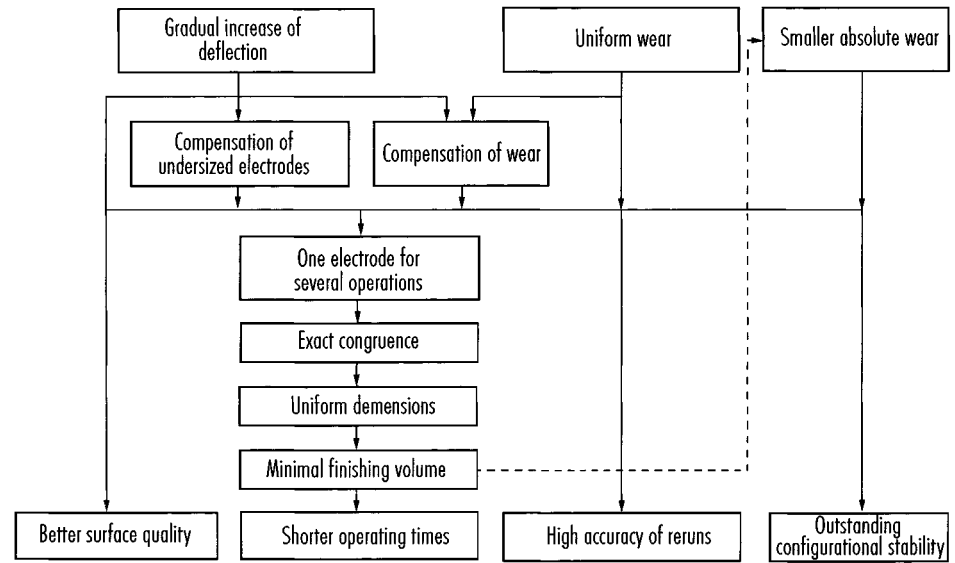 Gradual increase of
deflection
Uniform wear
Smaller absolute wear
Compensation of
undersized electrodes
Compensation of wear
One electrode for
several operations
Exact congruence
Uniform demensions
Minimal finishing volume
Better surface quality
Shorter operating times
High accuracy of reruns
Outstanding
configurational stability